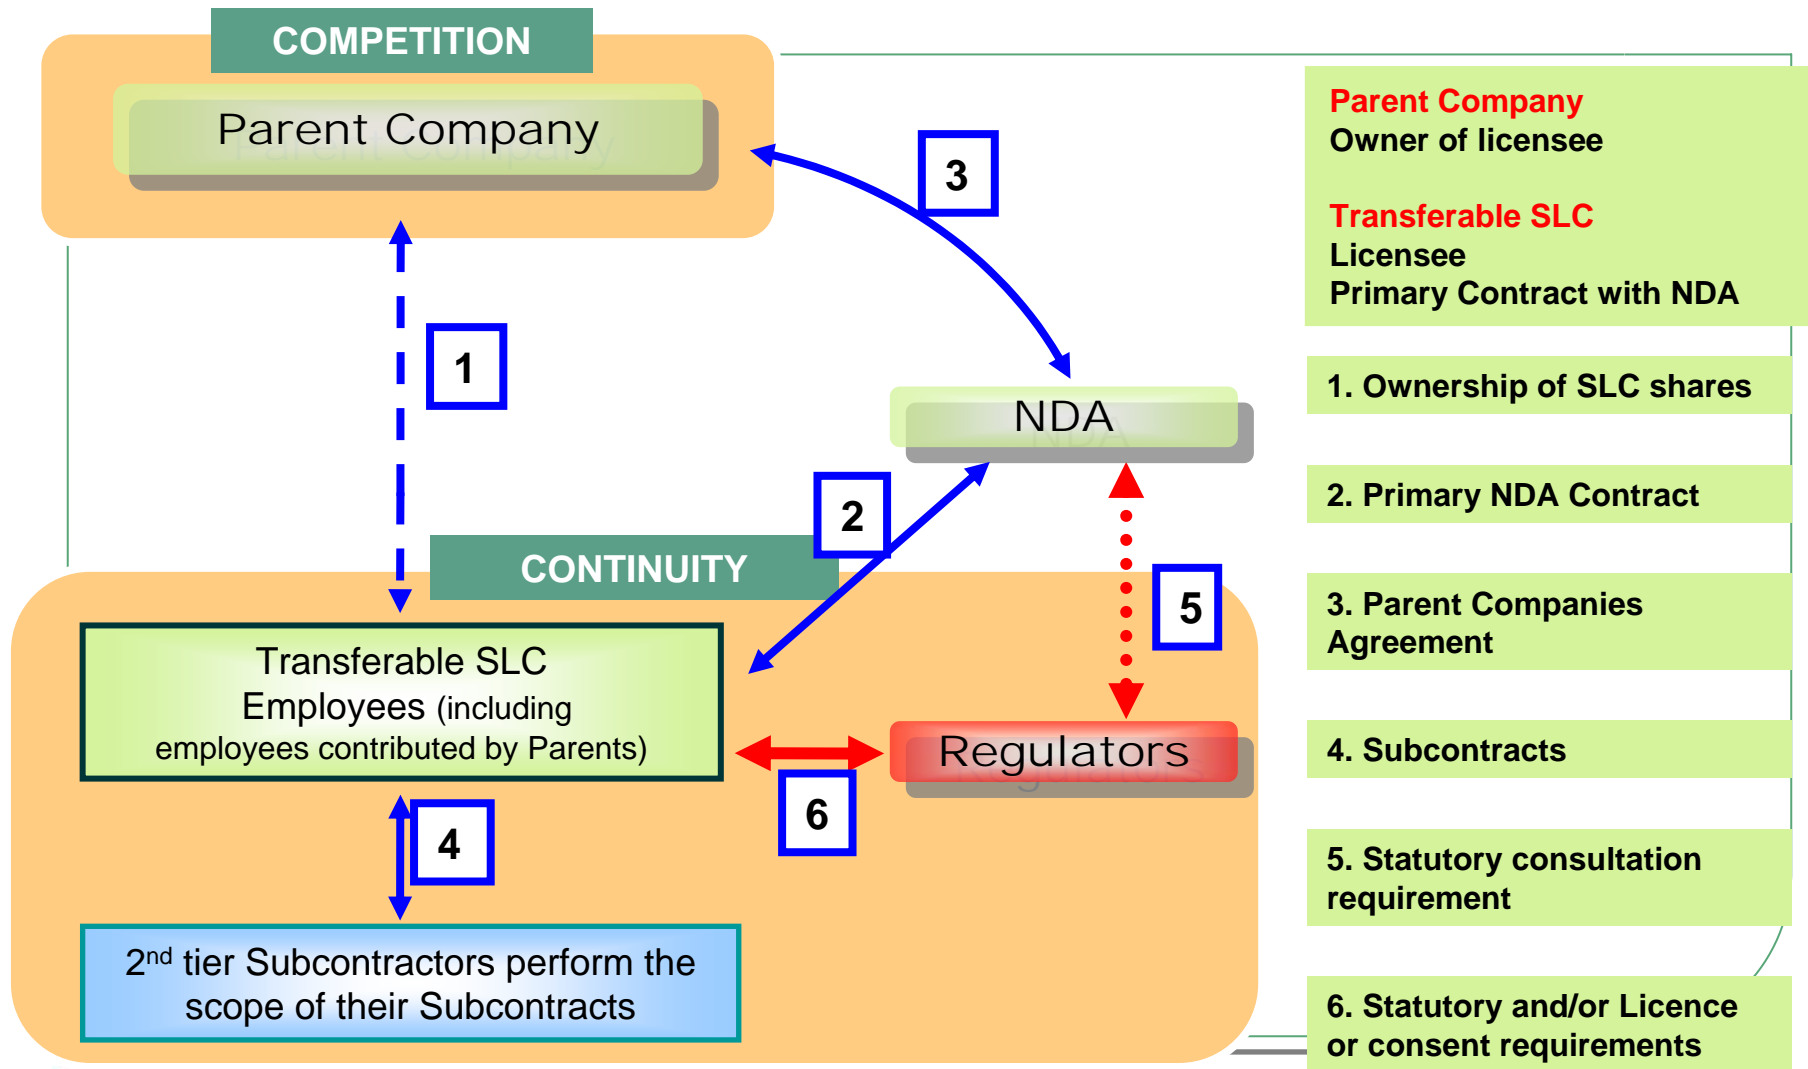 COMPETITION
Parent Company
3
1
NDA
2
CONTINUITY
5
Transferable SLC
Employees (including
employees contributed by Parents)
Regulators
6
4
2nd tier Subcontractors perform the
scope of their Subcontracts
Parent Company
Owner of licensee
Transferable SLC
Licensee
Primary Contract with NDA
1. Ownership of SLC shares
2. Primary NDA Contract
3. Parent Companies
Agreement
4. Subcontracts
5. Statutory consultation
requirement
6. Statutory and/or Licence
or consent requirements